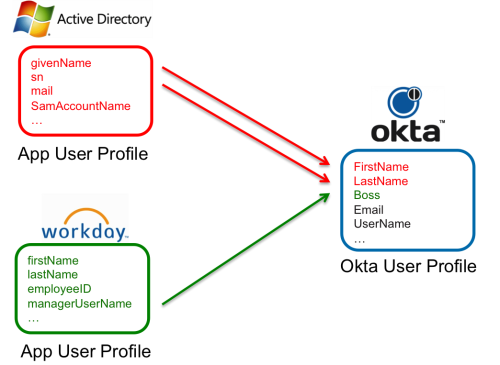 Active Directory
givenName
sn
mail
SamAccountName
...
App User Profile
okta™
FirstName
LastName
Boss
Email
UserName
...
Okta User Profile
workday™
firstName
lastName
employeeID
managerUserName
...
App User Profile